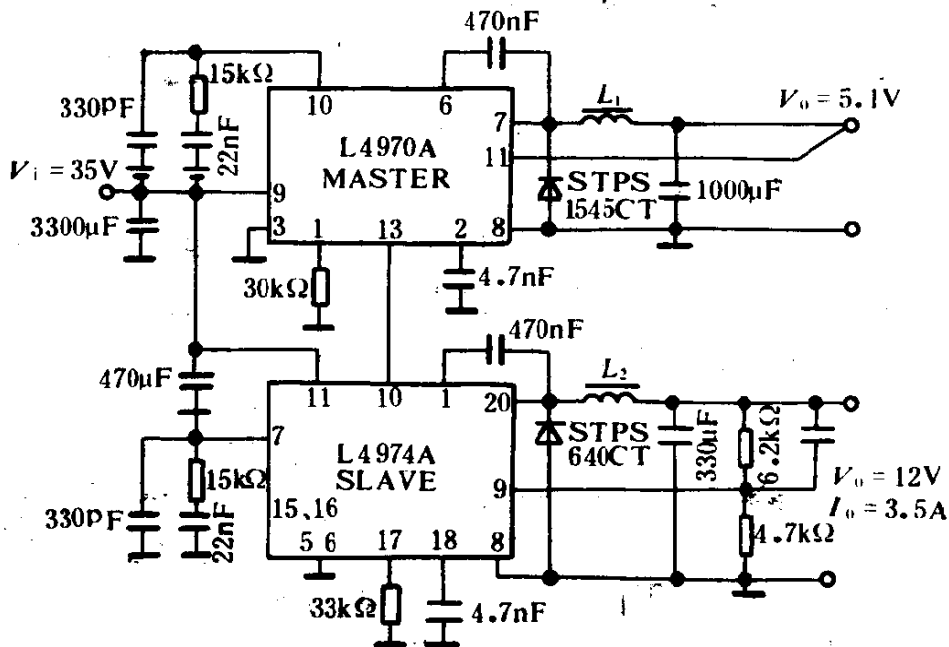 470nF
15kΩ
330pF
22nF
10
6
7
11
L4970A
MASTER
L₁
V₀ = 5.1V
Vᵢ = 35V
9
3
1
13
2
8
STPS
1545CT
1000μF
3300μF
30kΩ
4.7nF
470nF
470μF
11
10
1
20
L₂
7
L4974A
SLAVE
STPS
640CT
330μF
6.2kΩ
9
V₀ = 12V
I₀ = 3.5A
15kΩ
330pF
22nF
15、16
5 6
17
18
8
4.7kΩ
33kΩ
4.7nF